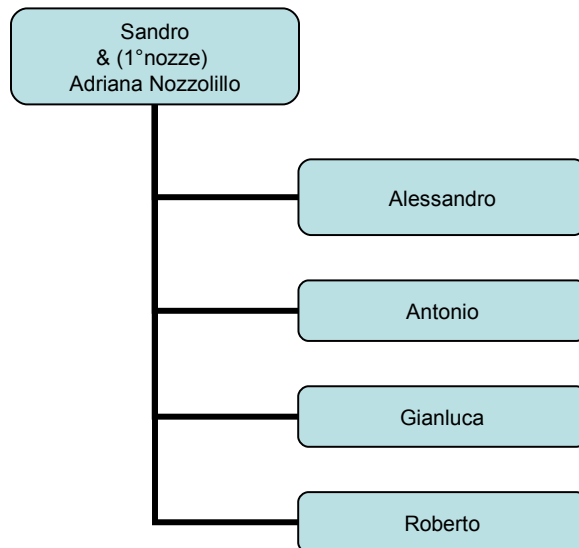 Sandro
& (1°nozze)
Adriana Nozzolillo
Alessandro
Antonio
Gianluca
Roberto